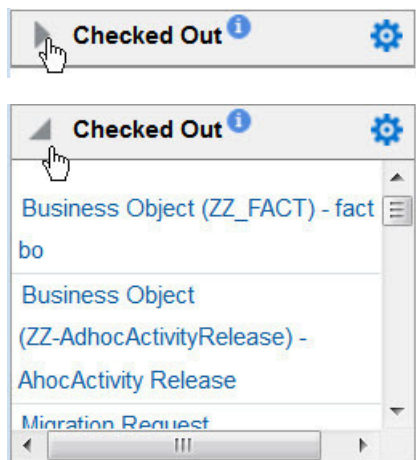 Checked Out i
Checked Out i
Business Object (ZZ_FACT) - fact
bo
Business Object
(ZZ-AdhocActivityRelease) -
AhocActivity Release
Migration Request